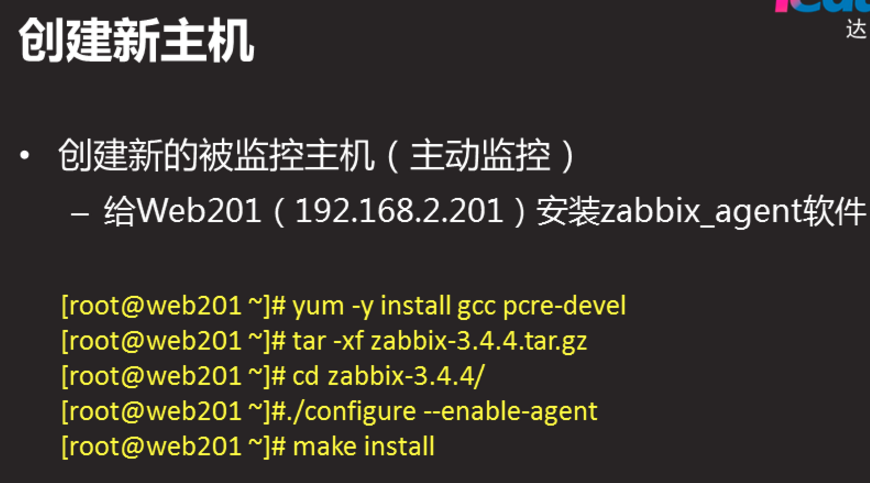 达
创建新主机
• 创建新的被监控主机（主动监控）
– 给Web201（192.168.2.201）安装zabbix_agent软件
[root@web201 ~]# yum -y install gcc pcre-devel
[root@web201 ~]# tar -xf zabbix-3.4.4.tar.gz
[root@web201 ~]# cd zabbix-3.4.4/
[root@web201 ~]#./configure --enable-agent
[root@web201 ~]# make install